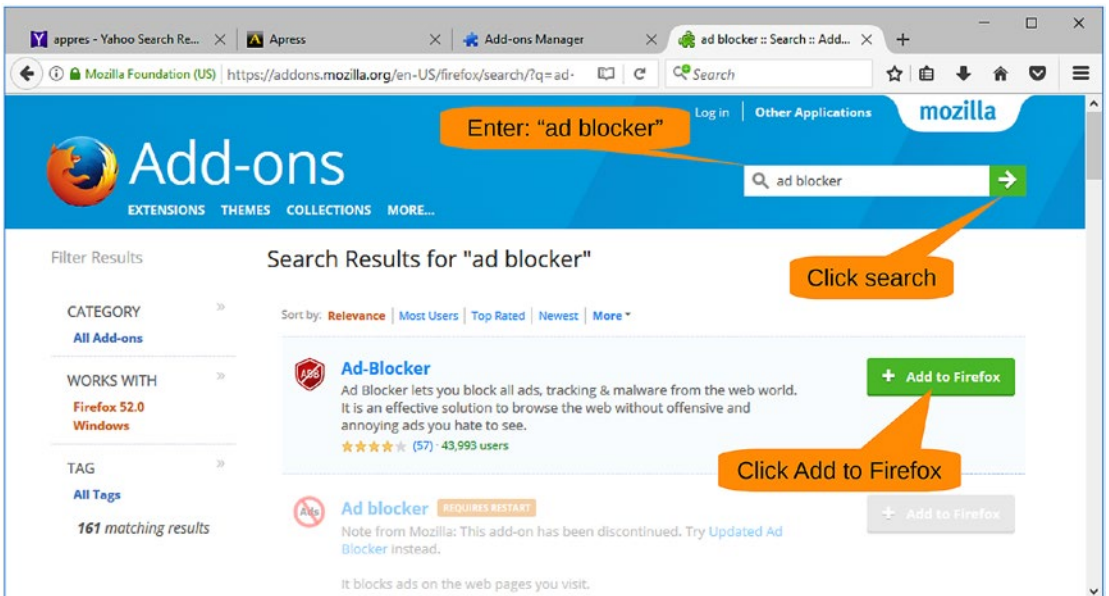 appres - Yahoo Search Re...
Apress
Add-ons Manager
ad blocker :: Search :: Add...
Mozilla Foundation (US)
https://addons.mozilla.org/en-US/firefox/search/?q=ad-
Search
Enter: “ad blocker”
Log in
Other Applications
mozilla
Add-ons
ad blocker
EXTENSIONS THEMES COLLECTIONS MORE...
Click search
Filter Results
Search Results for "ad blocker"
CATEGORY
All Add-ons
Sort by: Relevance Most Users Top Rated Newest More
WORKS WITH
Firefox 52.0
Windows
TAG
All Tags
161 matching results
ABB
Ad-Blocker
Ad Blocker lets you block all ads, tracking & malware from the web world.
It is an effective solution to browse the web without offensive and
annoying ads you hate to see.
(57) · 43,993 users
+ Add to Firefox
Click Add to Firefox
Ads
Ad blocker REQUIRES RESTART
Note from Mozilla: This add-on has been discontinued. Try Updated Ad
Blocker instead.
It blocks ads on the web pages you visit.
+ Add to Firefox